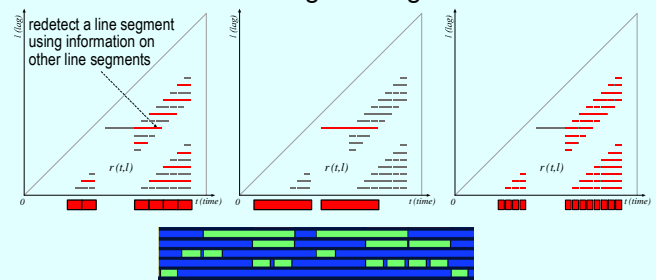 redetect a line segment
using information on
other line segments
l (lag)
r (t,l)
0
t (time)
l (lag)
r (t,l)
0
t (time)
l (lag)
r (t,l)
0
t (time)